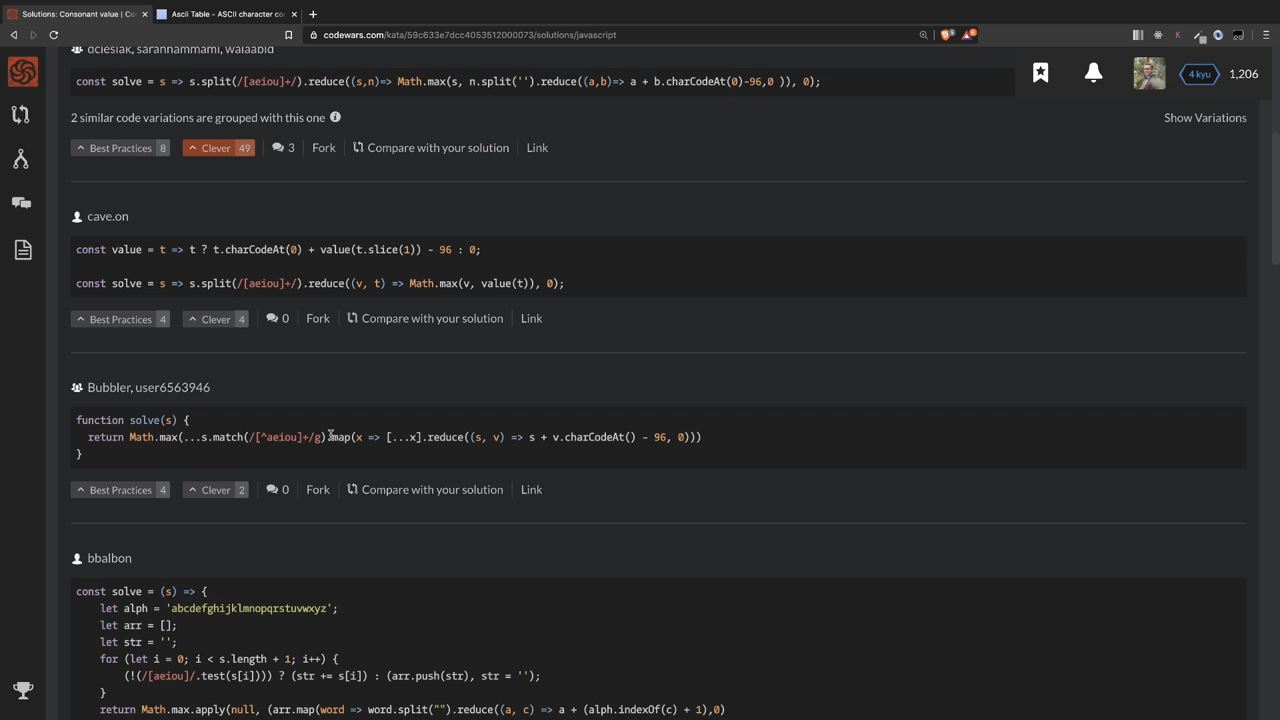 Solutions: Consonant value | Co
Ascii Table - ASCII character co
codewars.com/kata/59c633e7dcc4053512000073/solutions/javascript
4 kyu
1,206
dcieslak, sarahhammami, walaabid
const solve = s => s.split(/[aeiou]+/).reduce((s,n)=> Math.max(s, n.split('').reduce((a,b)=> a + b.charCodeAt(0)-96,0 )), 0);
2 similar code variations are grouped with this one
Show Variations
Best Practices 8 Clever 49 3 Fork Compare with your solution Link
cave.on
const value = t => t ? t.charCodeAt(0) + value(t.slice(1)) - 96 : 0;
const solve = s => s.split(/[aeiou]+/).reduce((v, t) => Math.max(v, value(t)), 0);
Best Practices 4 Clever 4 0 Fork Compare with your solution Link
Bubbler, user6563946
function solve(s) {
return Math.max(...s.match(/[^aeiou]+/g).map(x => [...x].reduce((s, v) => s + v.charCodeAt() - 96, 0)))
}
Best Practices 4 Clever 2 0 Fork Compare with your solution Link
bbalbon
const solve = (s) => {
let alph = 'abcdefghijklmnopqrstuvwxyz';
let arr = [];
let str = '';
for (let i = 0; i < s.length + 1; i++) {
(!(/[aeiou]/.test(s[i]))) ? (str += s[i]) : (arr.push(str), str = '');
}
return Math.max.apply(null, (arr.map(word => word.split("").reduce((a, c) => a + (alph.indexOf(c) + 1),0)